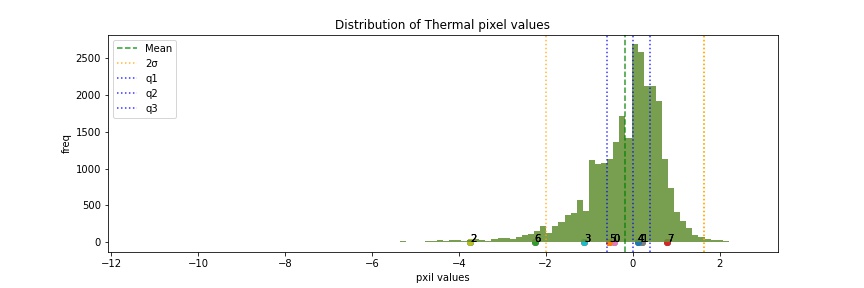 Distribution of Thermal pixel values
Mean
2σ
q1
q2
q3
freq
2500
2000
1500
1000
500
0
2
6
3
5
0
4
1
7
−12
−10
−8
−6
−4
−2
0
2
pxil values